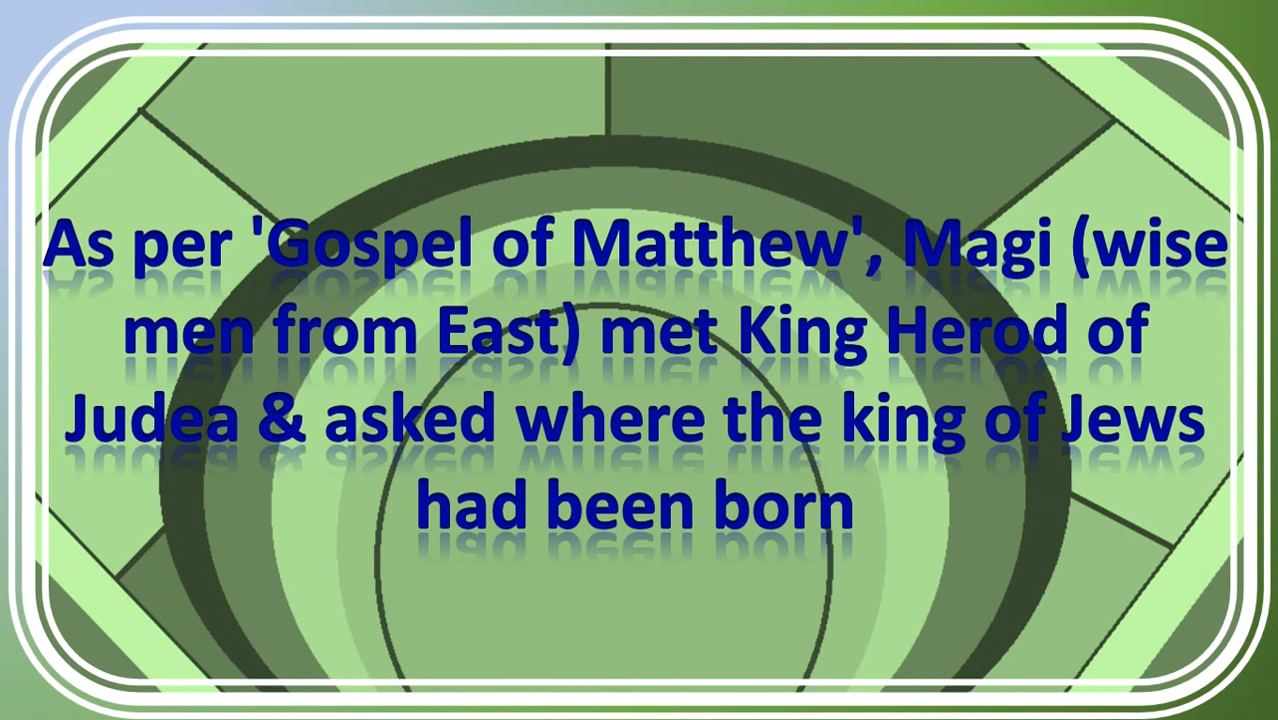 As per 'Gospel of Matthew', Magi (wise
men from East) met King Herod of
Judea & asked where the king of Jews
had been born